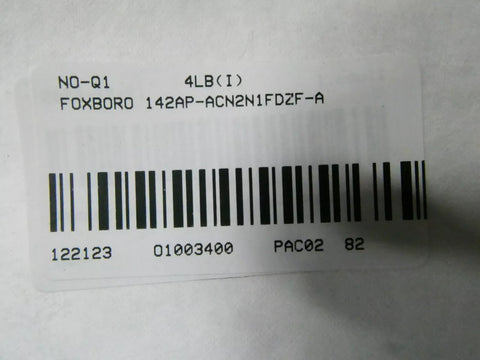 NO-Q1 4LB(I)
FOXBORO 142AP-ACN2N1FDZF-A
122123 01003400 PAC02 82